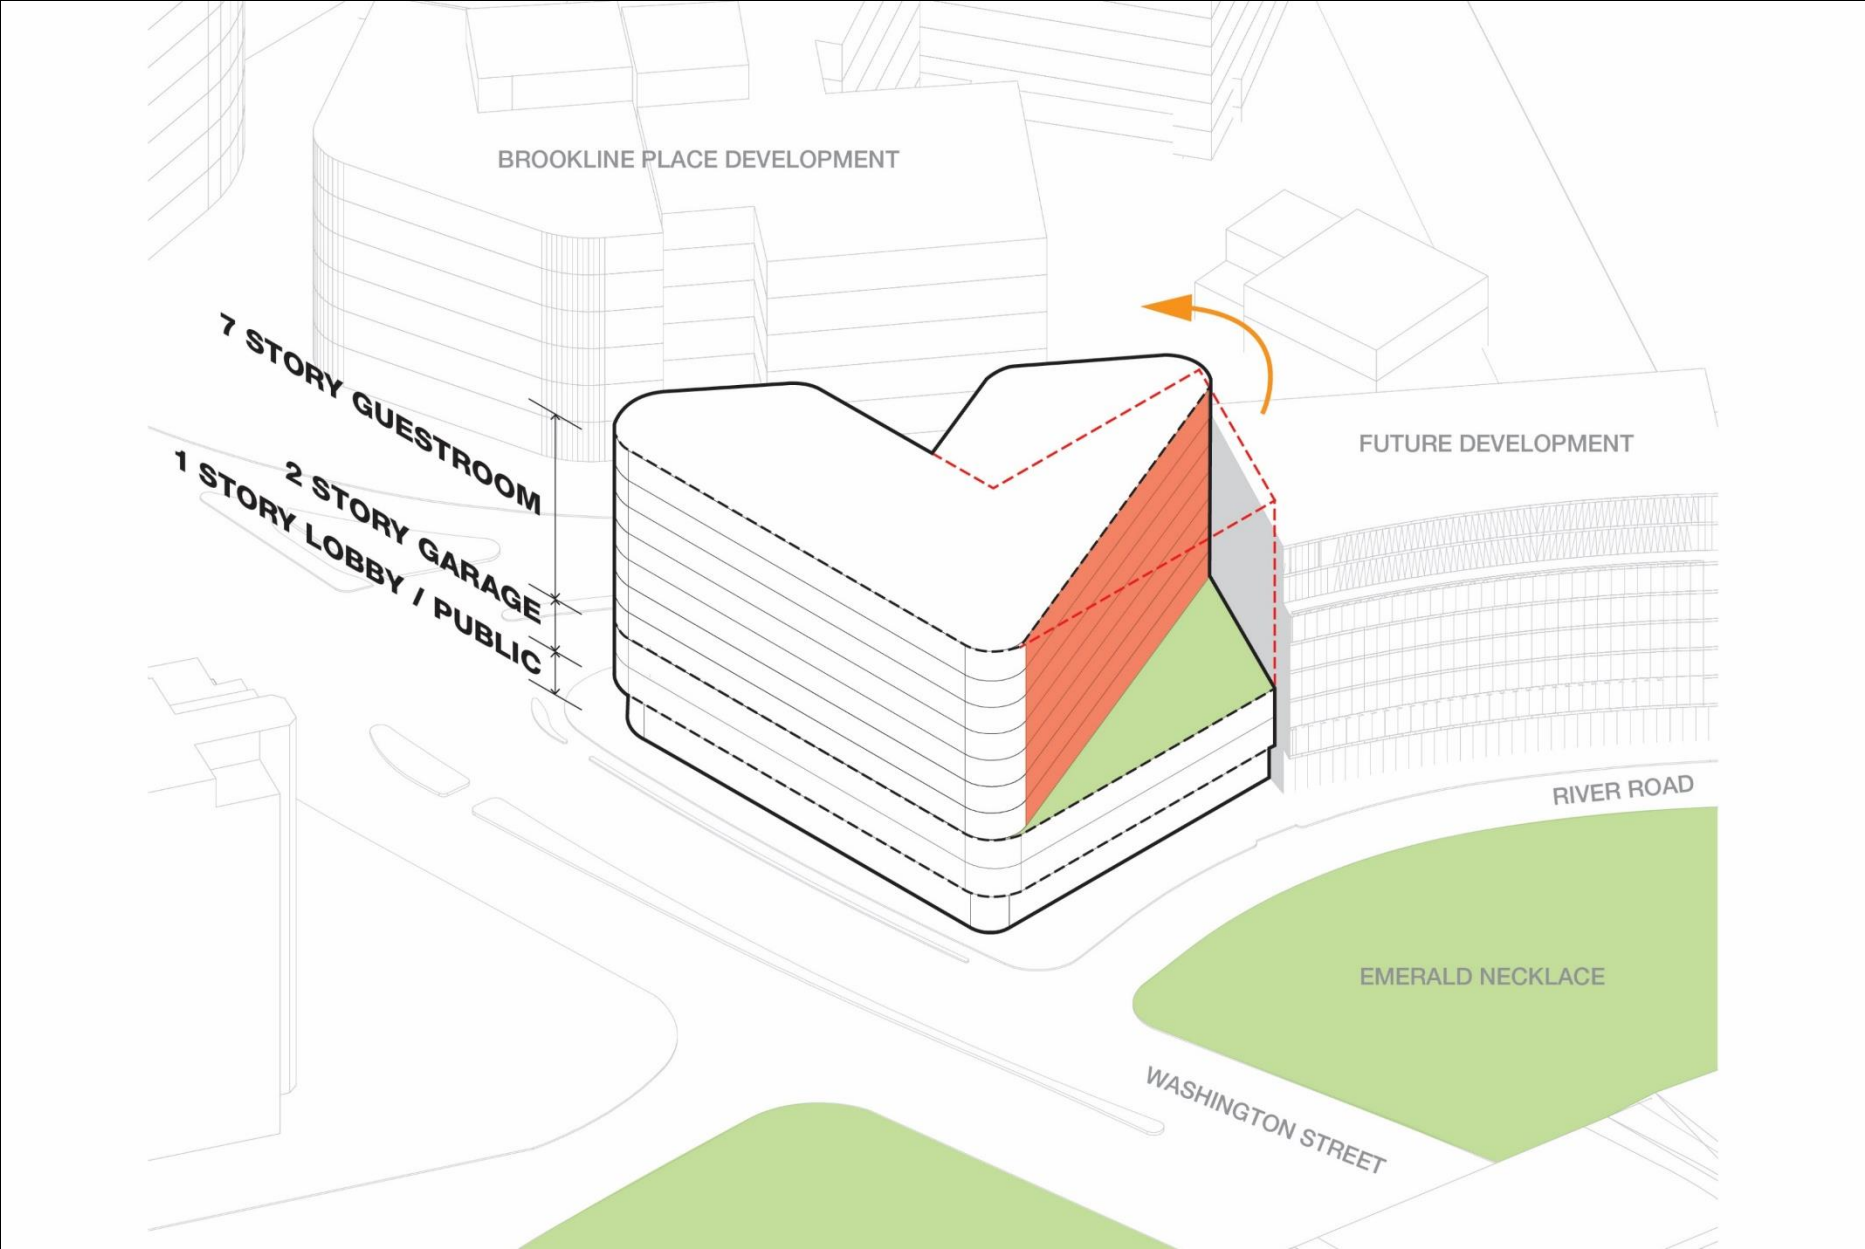 BROOKLINE PLACE DEVELOPMENT
7 STORY GUESTROOM
2 STORY GARAGE
1 STORY LOBBY / PUBLIC
FUTURE DEVELOPMENT
RIVER ROAD
EMERALD NECKLACE
WASHINGTON STREET